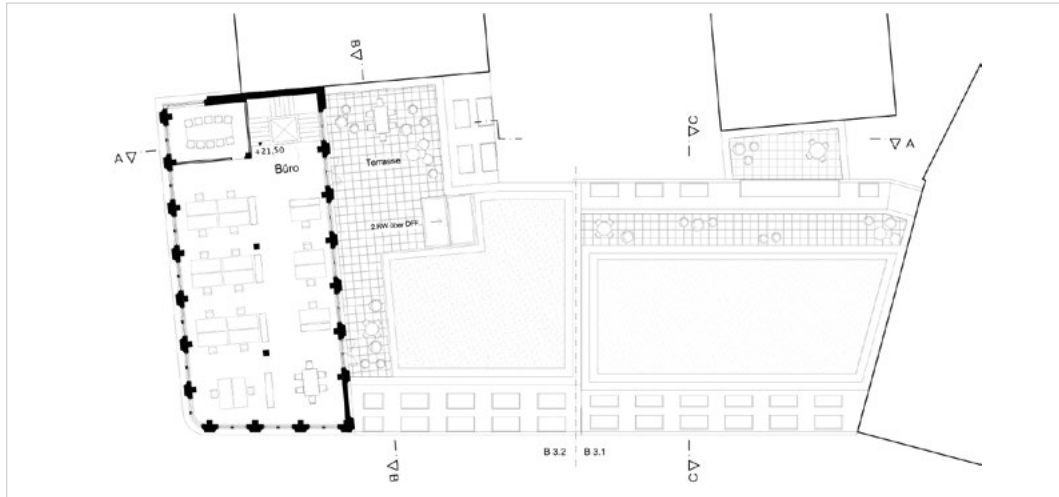 B
C
A
A
+21,50
Büro
Terrasse
2.RW über DFF
B 3.2
B 3.1
B
C